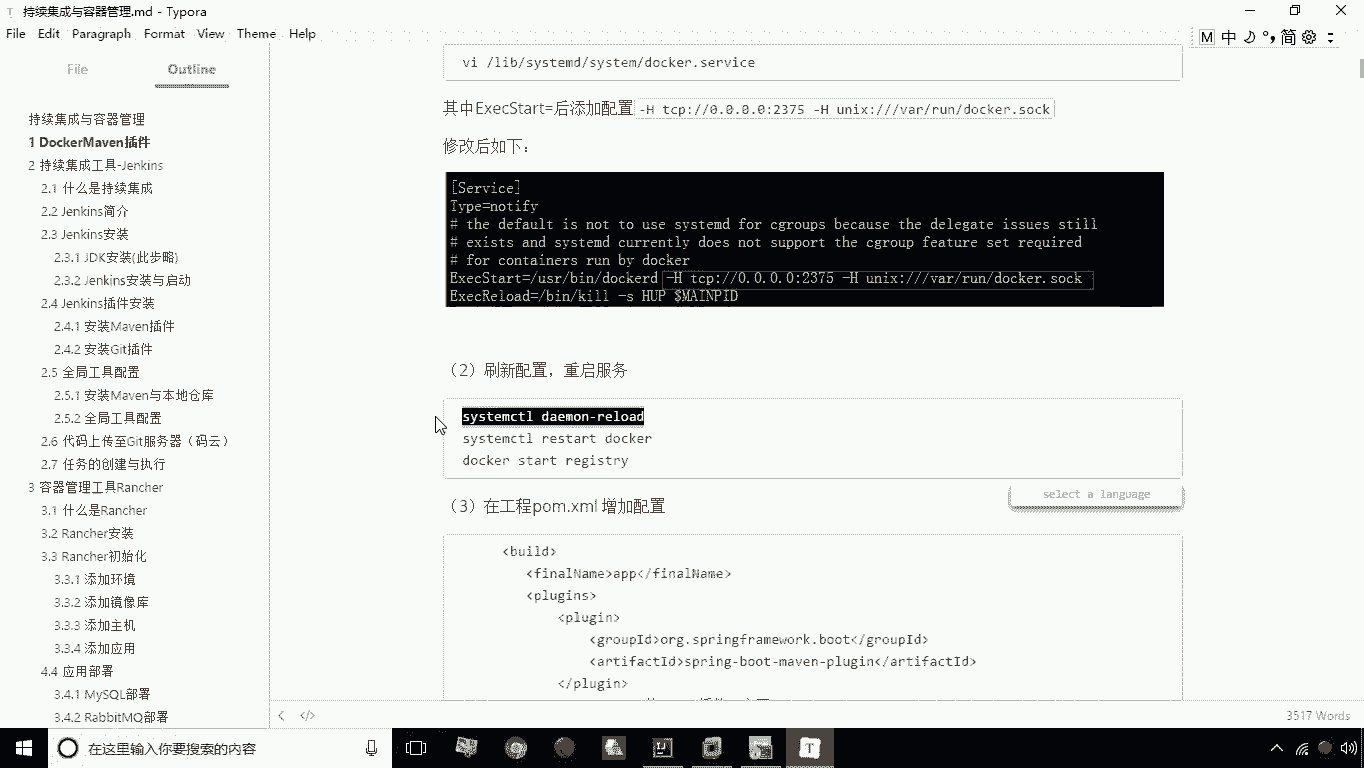 持续集成与容器管理.md - Typora
File Edit Paragraph Format View Theme Help
M 中 简
File Outline
持续集成与容器管理
1 DockerMaven插件
2 持续集成工具-Jenkins
2.1 什么是持续集成
2.2 Jenkins简介
2.3 Jenkins安装
2.3.1 JDK安装(此步略)
2.3.2 Jenkins安装与启动
2.4 Jenkins插件安装
2.4.1 安装Maven插件
2.4.2 安装Git插件
2.5 全局工具配置
2.5.1 安装Maven与本地仓库
2.5.2 全局工具配置
2.6 代码上传至Git服务器（码云）
2.7 任务的创建与执行
3 容器管理工具Rancher
3.1 什么是Rancher
3.2 Rancher安装
3.3 Rancher初始化
3.3.1 添加环境
3.3.2 添加镜像库
3.3.3 添加主机
3.3.4 添加应用
4.4 应用部署
3.4.1 MySQL部署
3.4.2 RabbitMQ部署
vi /lib/systemd/system/docker.service
其中ExecStart=后添加配置 -H tcp://0.0.0.0:2375 -H unix:///var/run/docker.sock
修改后如下：
[Service]
Type=notify
# the default is not to use systemd for cgroups because the delegate issues still
# exists and systemd currently does not support the cgroup feature set required
# for containers run by docker
ExecStart=/usr/bin/dockerd -H tcp://0.0.0.0:2375 -H unix:///var/run/docker.sock
ExecReload=/bin/kill -s HUP $MAINPID
（2）刷新配置，重启服务
systemctl daemon-reload
systemctl restart docker
docker start registry
select a language
（3）在工程pom.xml 增加配置
<build>
<finalName>app</finalName>
<plugins>
<plugin>
<groupId>org.springframework.boot</groupId>
<artifactId>spring-boot-maven-plugin</artifactId>
</plugin>
3517 Words
在这里输入你要搜索的内容